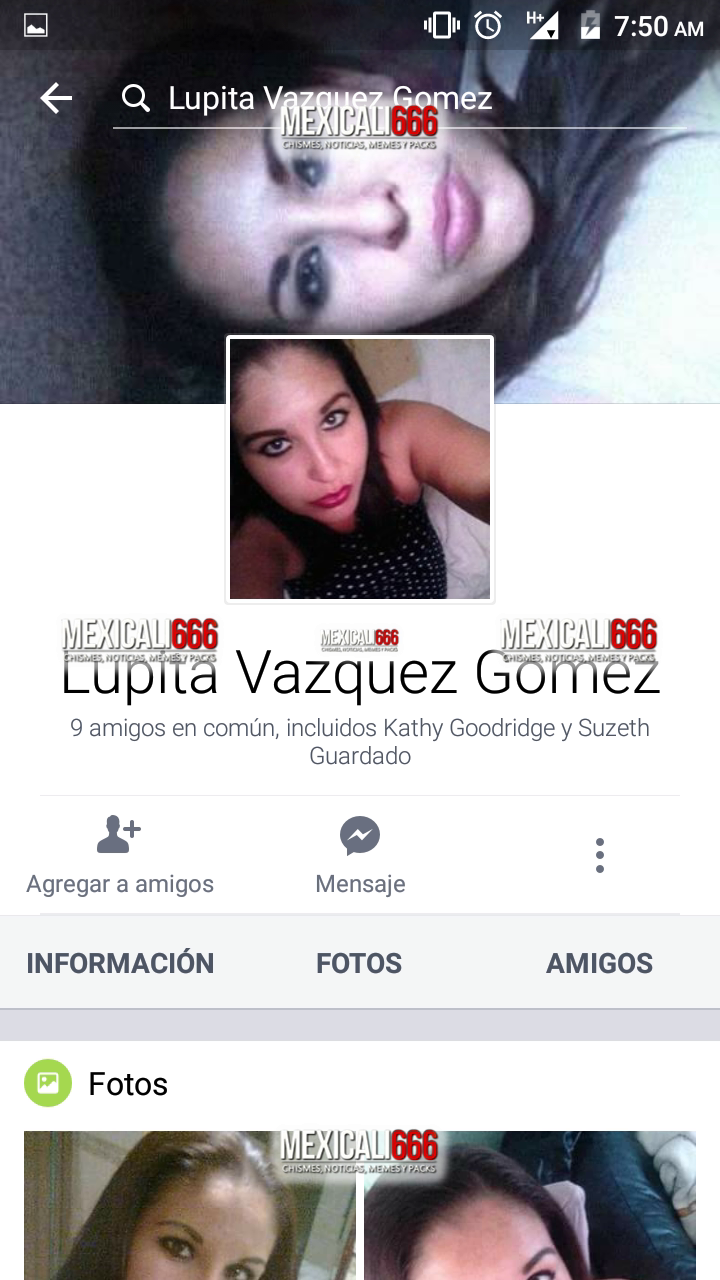 7:50 AM
H+
Lupita Vazquez Gomez
MEXICALI666
CHISMES, NOTICIAS, MEMES Y PACKS
MEXICALI666
CHISMES, NOTICIAS, MEMES Y PACKS
MEXICALI666
CHISMES, NOTICIAS, MEMES Y PACKS
MEXICALI666
CHISMES, NOTICIAS, MEMES Y PACKS
Lupita Vazquez Gomez
9 amigos en común, incluidos Kathy Goodridge y Suzeth
Guardado
Agregar a amigos
Mensaje
INFORMACIÓN
FOTOS
AMIGOS
Fotos
MEXICALI666
CHISMES, NOTICIAS, MEMES Y PACKS